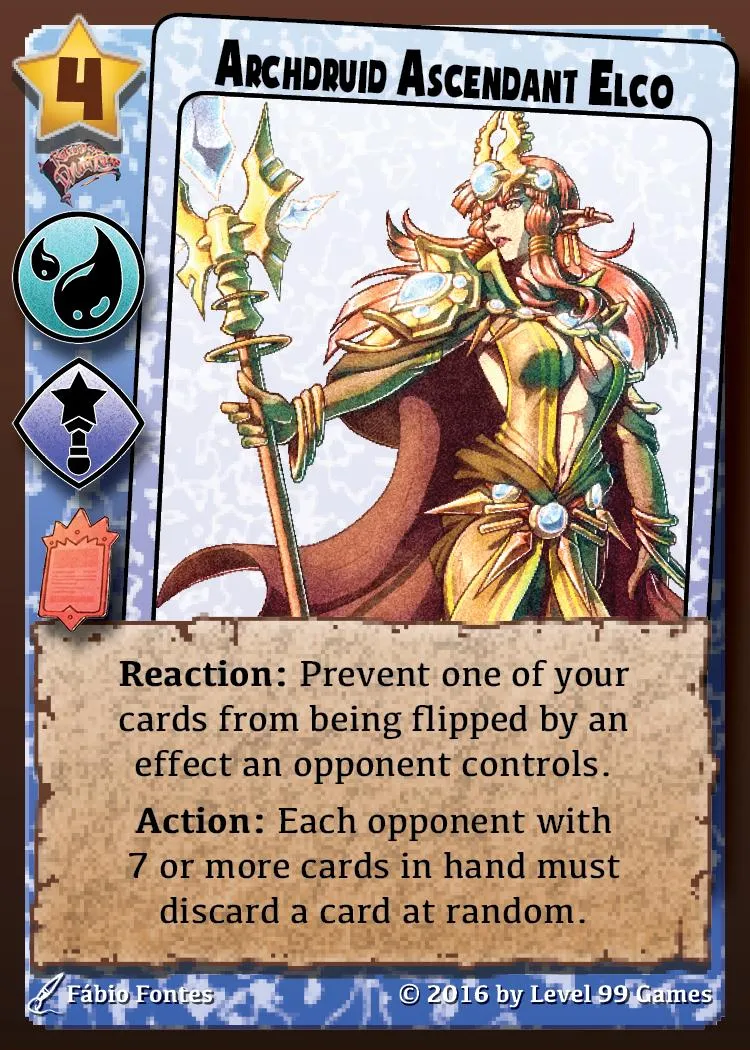 4
ARCHDRUID ASCENDANT ELCO
Reaction: Prevent one of your
cards from being flipped by an
effect an opponent controls.
Action: Each opponent with
7 or more cards in hand must
discard a card at random.
Fábio Fontes
© 2016 by Level 99 Games